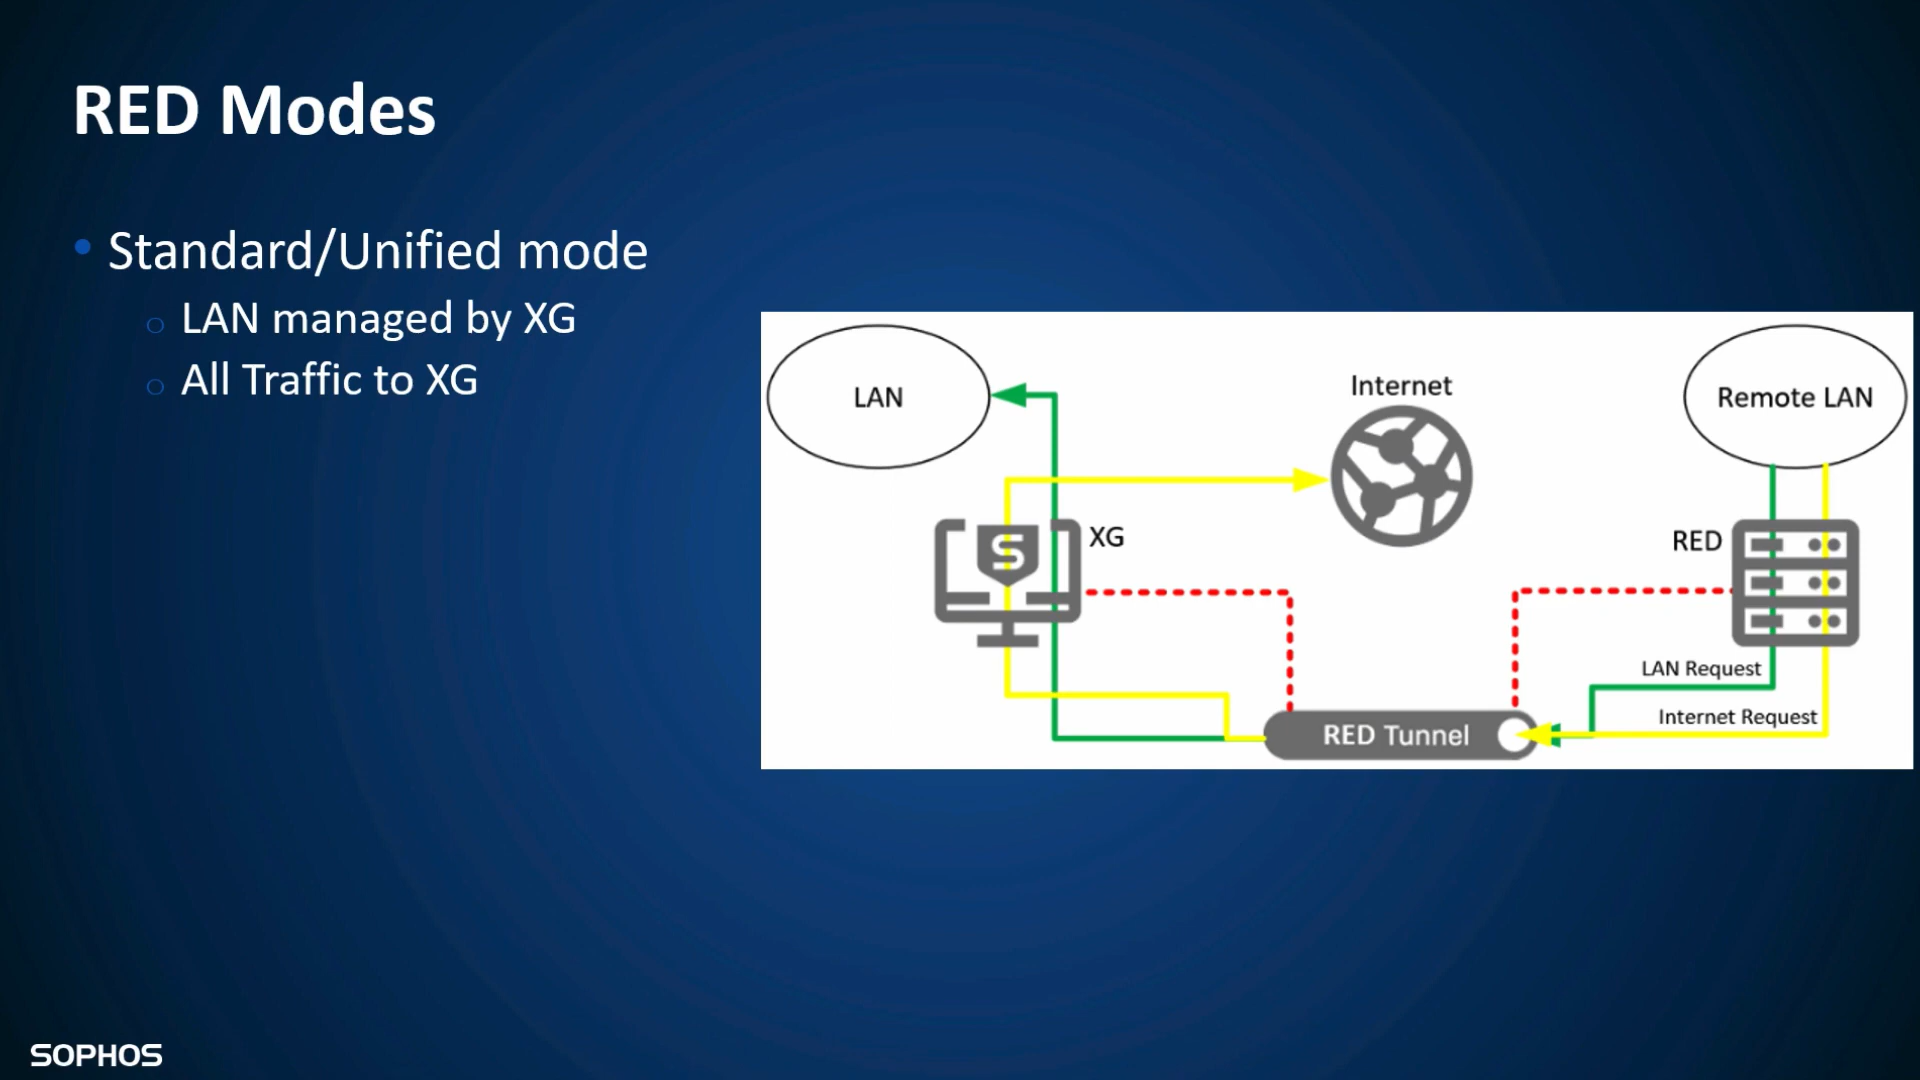 RED Modes
• Standard/Unified mode
o LAN managed by XG
o All Traffic to XG
LAN
Internet
Remote LAN
XG
RED
LAN Request
Internet Request
RED Tunnel
SOPHOS